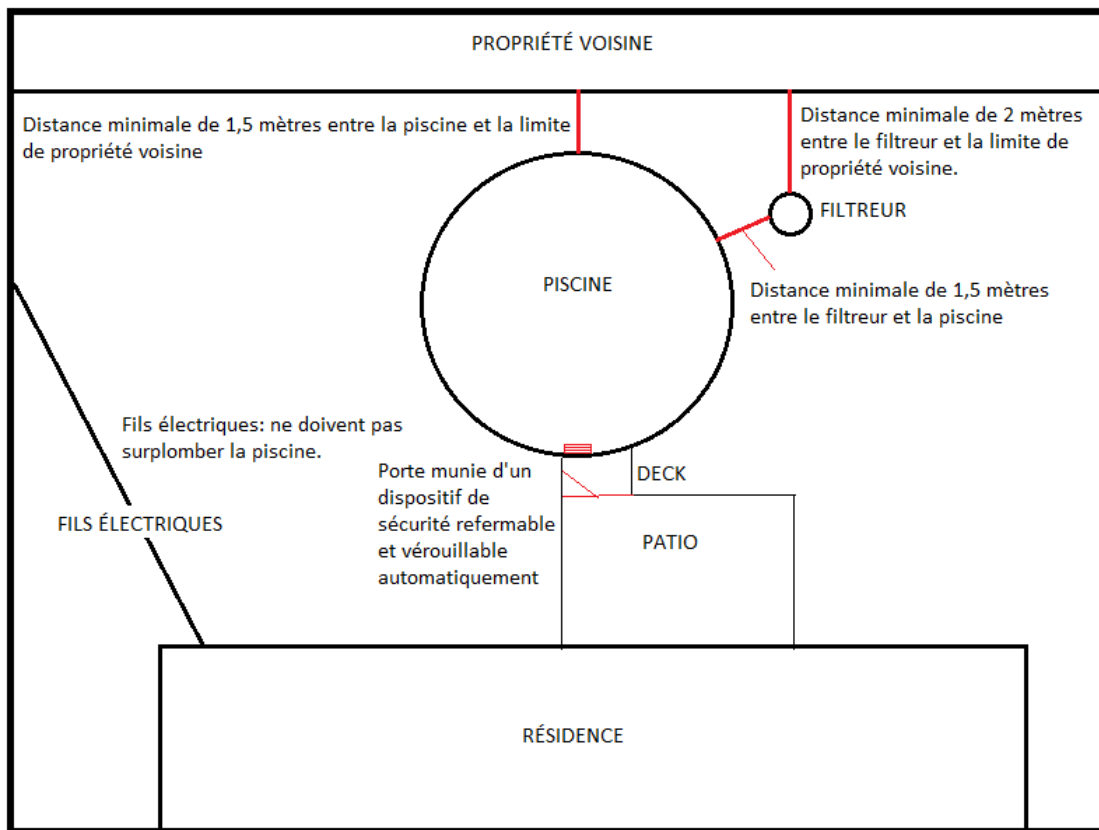 PROPRIÉTÉ VOISINE
Distance minimale de 1,5 mètres entre la piscine et la limite
de propriété voisine
Distance minimale de 2 mètres
entre le filtreur et la limite de
propriété voisine.
FILTREUR
PISCINE
Distance minimale de 1,5 mètres
entre le filtreur et la piscine
Fils électriques: ne doivent pas
surplomber la piscine.
FILS ÉLECTRIQUES
Porte munie d'un
dispositif de
sécurité refermable
et vérouillable
automatiquement
DECK
PATIO
RÉSIDENCE